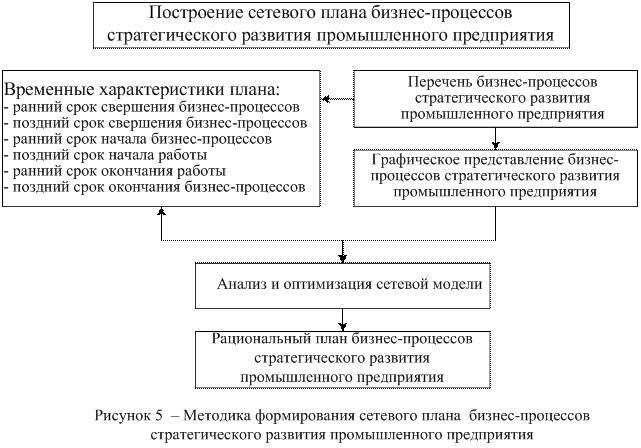 Построение сетевого плана бизнес-процессов
стратегического развития промышленного предприятия
Временные характеристики плана:
- ранний срок свершения бизнес-процессов
- поздний срок свершения бизнес-процессов
- ранний срок начала бизнес-процессов
- поздний срок начала работы
- ранний срок окончания работы
- поздний срок окончания бизнес-процессов
Перечень бизнес-процессов
стратегического развития
промышленного предприятия
Графическое представление бизнес-
процессов стратегического развития
промышленного предприятия
Анализ и оптимизация сетевой модели
Рациональный план бизнес-процессов
стратегического развития
промышленного предприятия
Рисунок 5 – Методика формирования сетевого плана бизнес-процессов
стратегического развития промышленного предприятия